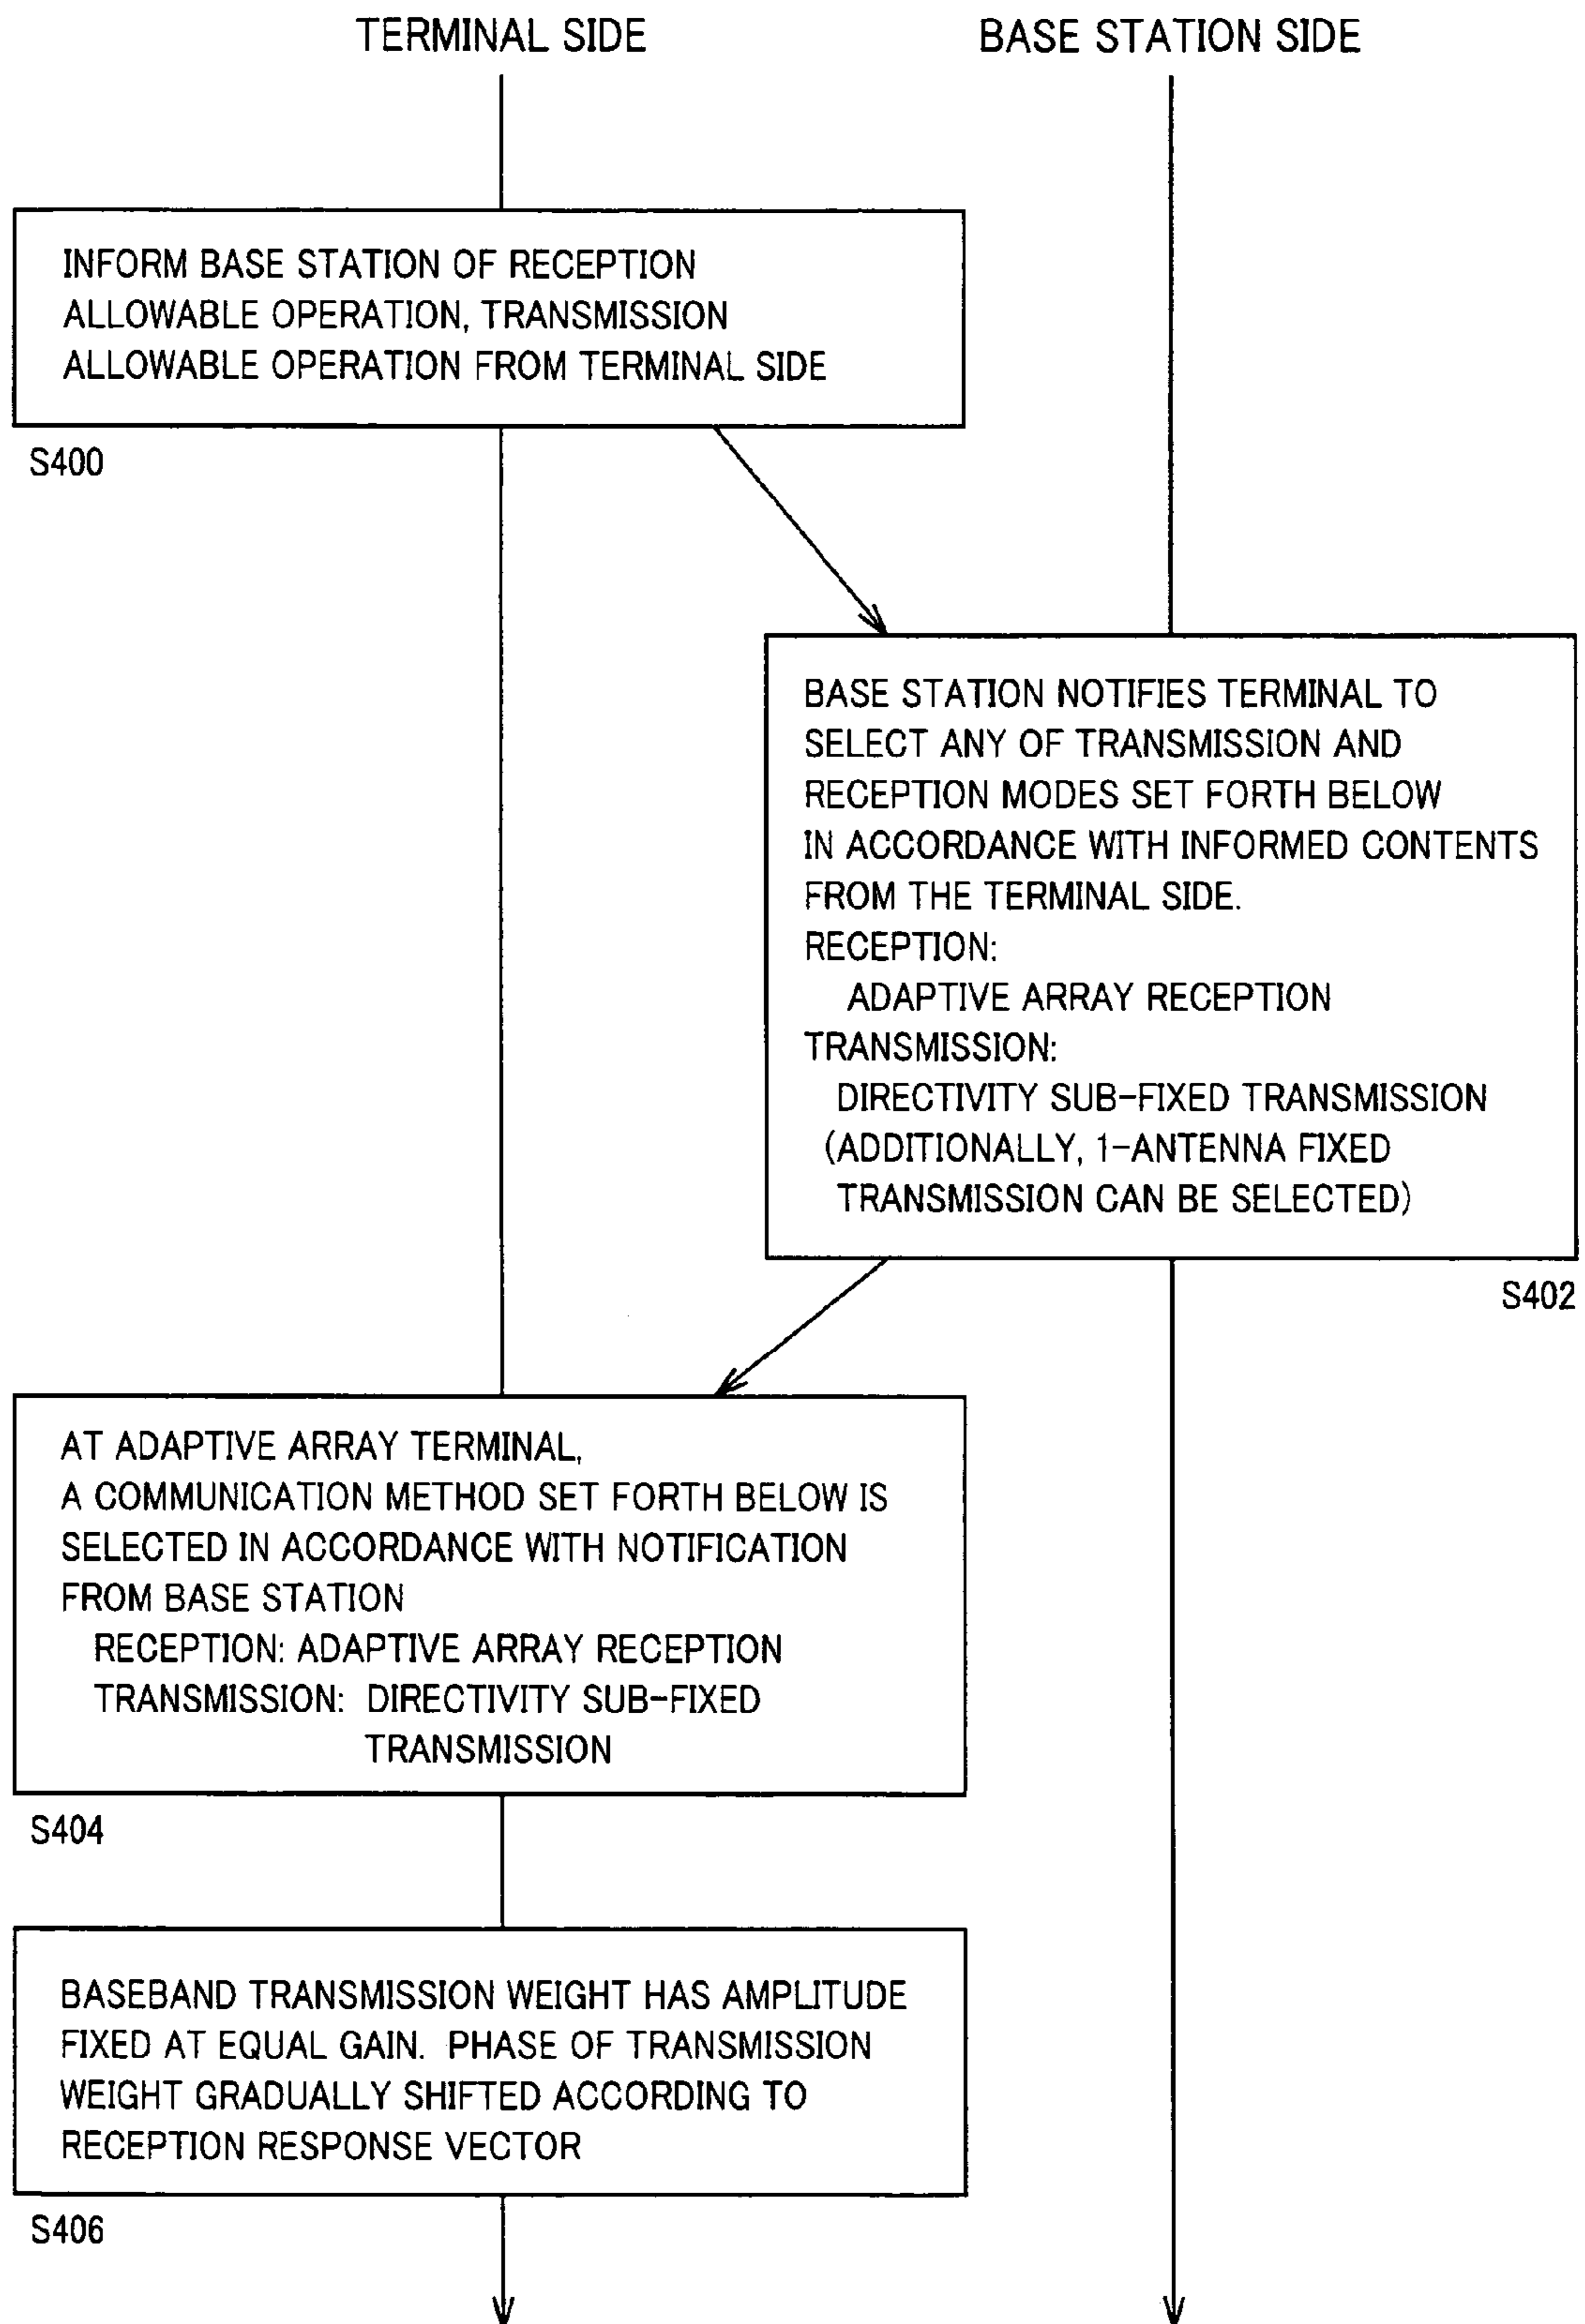 TERMINAL SIDE
BASE STATION SIDE
INFORM BASE STATION OF RECEPTION
ALLOWABLE OPERATION, TRANSMISSION
ALLOWABLE OPERATION FROM TERMINAL SIDE
S400
BASE STATION NOTIFIES TERMINAL TO
SELECT ANY OF TRANSMISSION AND
RECEPTION MODES SET FORTH BELOW
IN ACCORDANCE WITH INFORMED CONTENTS
FROM THE TERMINAL SIDE.
RECEPTION:
ADAPTIVE ARRAY RECEPTION
TRANSMISSION:
DIRECTIVITY SUB-FIXED TRANSMISSION
(ADDITIONALLY, 1-ANTENNA FIXED
TRANSMISSION CAN BE SELECTED)
S402
AT ADAPTIVE ARRAY TERMINAL,
A COMMUNICATION METHOD SET FORTH BELOW IS
SELECTED IN ACCORDANCE WITH NOTIFICATION
FROM BASE STATION
RECEPTION: ADAPTIVE ARRAY RECEPTION
TRANSMISSION: DIRECTIVITY SUB-FIXED
TRANSMISSION
S404
BASEBAND TRANSMISSION WEIGHT HAS AMPLITUDE
FIXED AT EQUAL GAIN. PHASE OF TRANSMISSION
WEIGHT GRADUALLY SHIFTED ACCORDING TO
RECEPTION RESPONSE VECTOR
S406